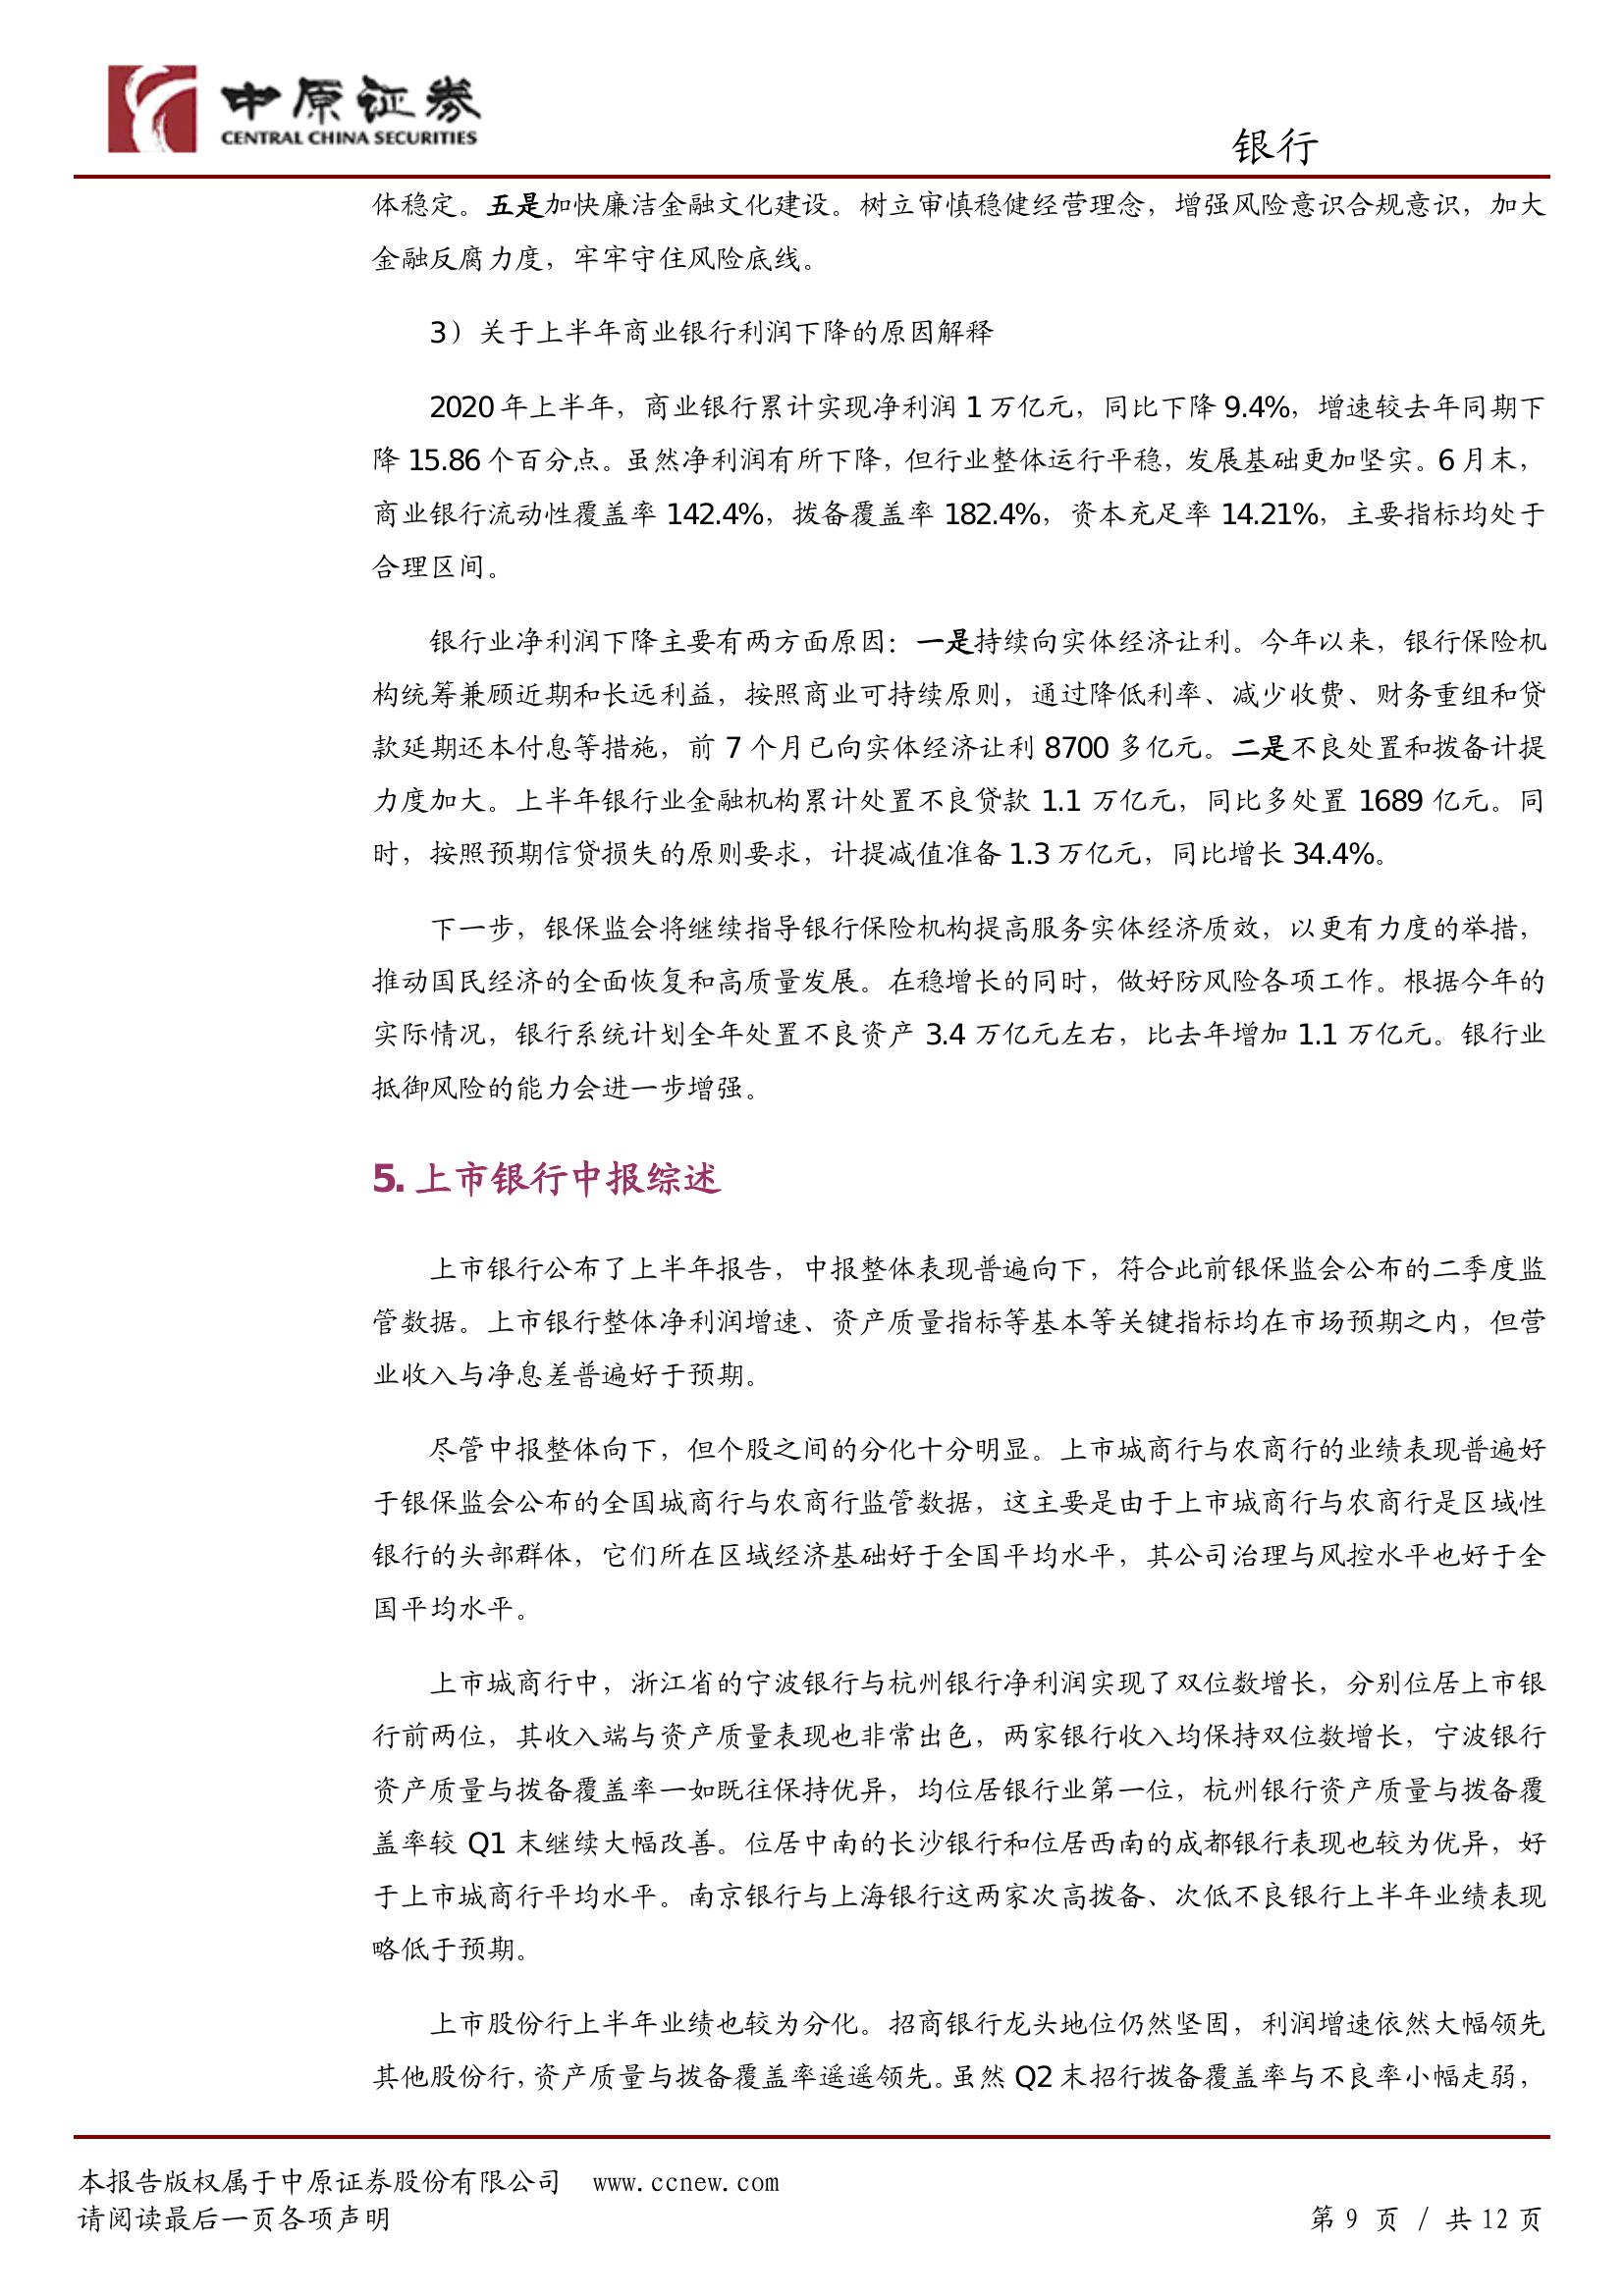 中原证券
CENTRAL CHINA SECURITIES
银行
体稳定。五是加快廉洁金融文化建设。树立审慎稳健经营理念，增强风险意识合规意识，加大
金融反腐力度，牢牢守住风险底线。
3）关于上半年商业银行利润下降的原因解释
2020 年上半年，商业银行累计实现净利润 1 万亿元，同比下降 9.4%，增速较去年同期下
降 15.86 个百分点。虽然净利润有所下降，但行业整体运行平稳，发展基础更加坚实。6 月末，
商业银行流动性覆盖率 142.4%，拨备覆盖率 182.4%，资本充足率 14.21%，主要指标均处于
合理区间。
银行业净利润下降主要有两方面原因：一是持续向实体经济让利。今年以来，银行保险机
构统筹兼顾近期和长远利益，按照商业可持续原则，通过降低利率、减少收费、财务重组和贷
款延期还本付息等措施，前 7 个月已向实体经济让利 8700 多亿元。二是不良处置和拨备计提
力度加大。上半年银行业金融机构累计处置不良贷款 1.1 万亿元，同比多处置 1689 亿元。同
时，按照预期信贷损失的原则要求，计提减值准备 1.3 万亿元，同比增长 34.4%。
下一步，银保监会将继续指导银行保险机构提高服务实体经济质效，以更有力度的举措，
推动国民经济的全面恢复和高质量发展。在稳增长的同时，做好防风险各项工作。根据今年的
实际情况，银行系统计划全年处置不良资产 3.4 万亿元左右，比去年增加 1.1 万亿元。银行业
抵御风险的能力会进一步增强。
5. 上市银行中报综述
上市银行公布了上半年报告，中报整体表现普遍向下，符合此前银保监会公布的二季度监
管数据。上市银行整体净利润增速、资产质量指标等基本等关键指标均在市场预期之内，但营
业收入与净息差普遍好于预期。
尽管中报整体向下，但个股之间的分化十分明显。上市城商行与农商行的业绩表现普遍好
于银保监会公布的全国城商行与农商行监管数据，这主要是由于上市城商行与农商行是区域性
银行的头部群体，它们所在区域经济基础好于全国平均水平，其公司治理与风控水平也好于全
国平均水平。
上市城商行中，浙江省的宁波银行与杭州银行净利润实现了双位数增长，分别位居上市银
行前两位，其收入端与资产质量表现也非常出色，两家银行收入均保持双位数增长，宁波银行
资产质量与拨备覆盖率一如既往保持优异，均位居银行业第一位，杭州银行资产质量与拨备覆
盖率较 Q1 末继续大幅改善。位居中南的长沙银行和位居西南的成都银行表现也较为优异，好
于上市城商行平均水平。南京银行与上海银行这两家次高拨备、次低不良银行上半年业绩表现
略低于预期。
上市股份行上半年业绩也较为分化。招商银行龙头地位仍然坚固，利润增速依然大幅领先
其他股份行，资产质量与拨备覆盖率遥遥领先。虽然 Q2 末招行拨备覆盖率与不良率小幅走弱，
本报告版权属于中原证券股份有限公司 www.ccnew.com
请阅读最后一页各项声明
第 9 页 / 共 12 页